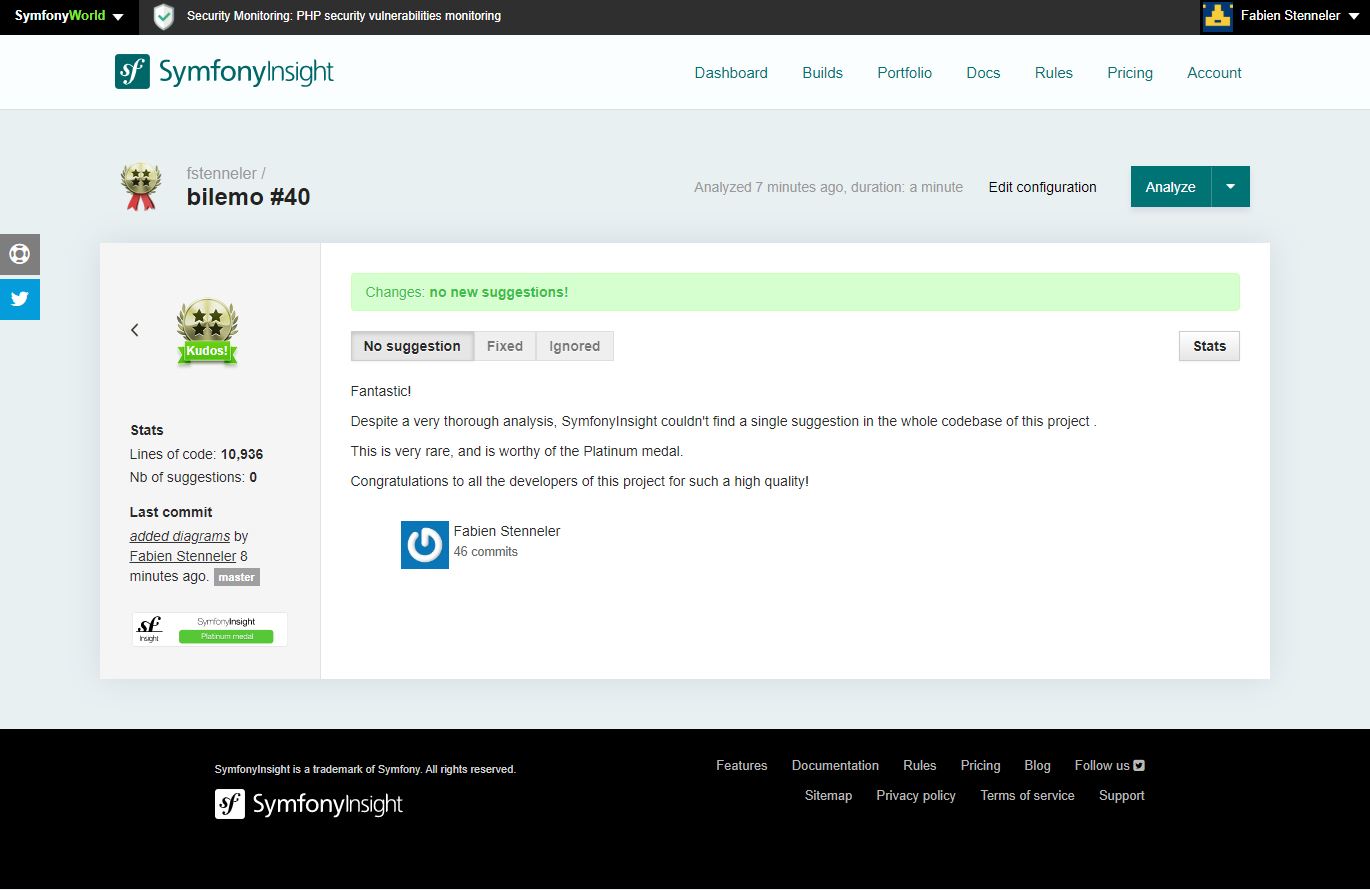 SymfonyWorld
Security Monitoring: PHP security vulnerabilities monitoring
Fabien Stenneler
sf SymfonyInsight
Dashboard Builds Portfolio Docs Rules Pricing Account
fstenneler /
bilemo #40
Analyzed 7 minutes ago, duration: a minute
Edit configuration
Analyze
Changes: no new suggestions!
Kudos!
No suggestion Fixed Ignored
Stats
Fantastic!
Despite a very thorough analysis, SymfonyInsight couldn't find a single suggestion in the whole codebase of this project .
This is very rare, and is worthy of the Platinum medal.
Congratulations to all the developers of this project for such a high quality!
Fabien Stenneler
46 commits
Stats
Lines of code: 10,936
Nb of suggestions: 0
Last commit
added diagrams by
Fabien Stenneler 8
minutes ago. master
sf
Insight
SymfonyInsight
Platinum medal
SymfonyInsight is a trademark of Symfony. All rights reserved.
sf SymfonyInsight
Features Documentation Rules Pricing Blog Follow us
Sitemap Privacy policy Terms of service Support